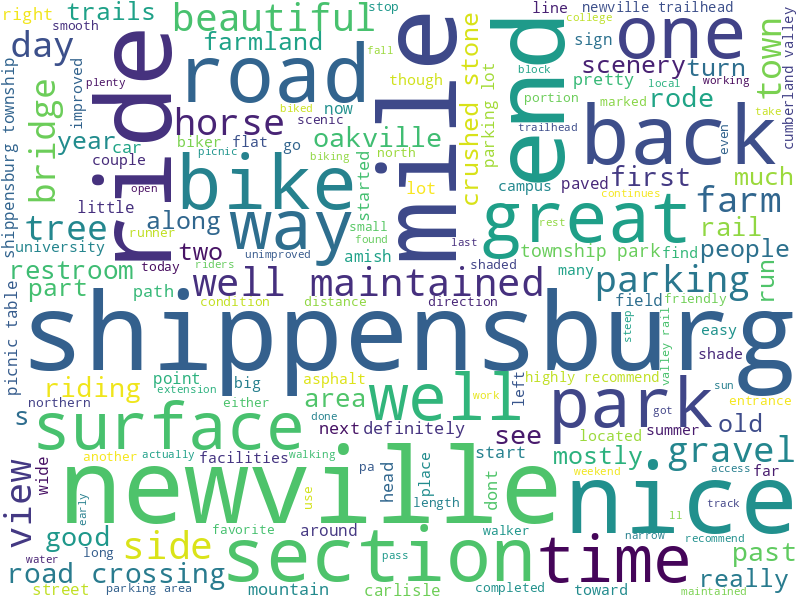 right trails
smooth
day
shippensburg township
plenty
improved
bridge
year car
couple
little
open
tree
university
runner
today
restroom
part path
ride
beautiful stop
farmland
fall
road
horse
biked now scenic
biker flat go
picnic
oakville
biking north
bike
along
way
started
small
found
amish
two
unimproved
riders
well maintained
condition distance direction
mile
though
lot
crushed stone
parking lot
last
shaded
end
block
trailhead
campus
paved
line newville trailhead
college
sign
one
scenery turn
pretty
working
portion
marked
local
rode
town
cumberland valley
take
back
even
continues
first
much
great
rest
farm
rail
township park find people
many
parking
run
field friendly
steep
valley rail
easy
shade
picnic table
shippensburg
riding
point
extension
big
asphalt
area
well
work
left
highly recommend
park
got
sun
entrance
summer
old
northern
either
s
surface
done
next definitely
see
located
start
mostly
gravel
another
actually
facilities
walking
view
wide
newville
use
pa
head
place
length
dont
nice
weekend
access far
track
ll
narrow
recommend
early
good
side
favorite
around
section
walker
time
past
water
long
road crossing
pass
completed
toward
really
street
parking area
mountain
carlisle
maintained